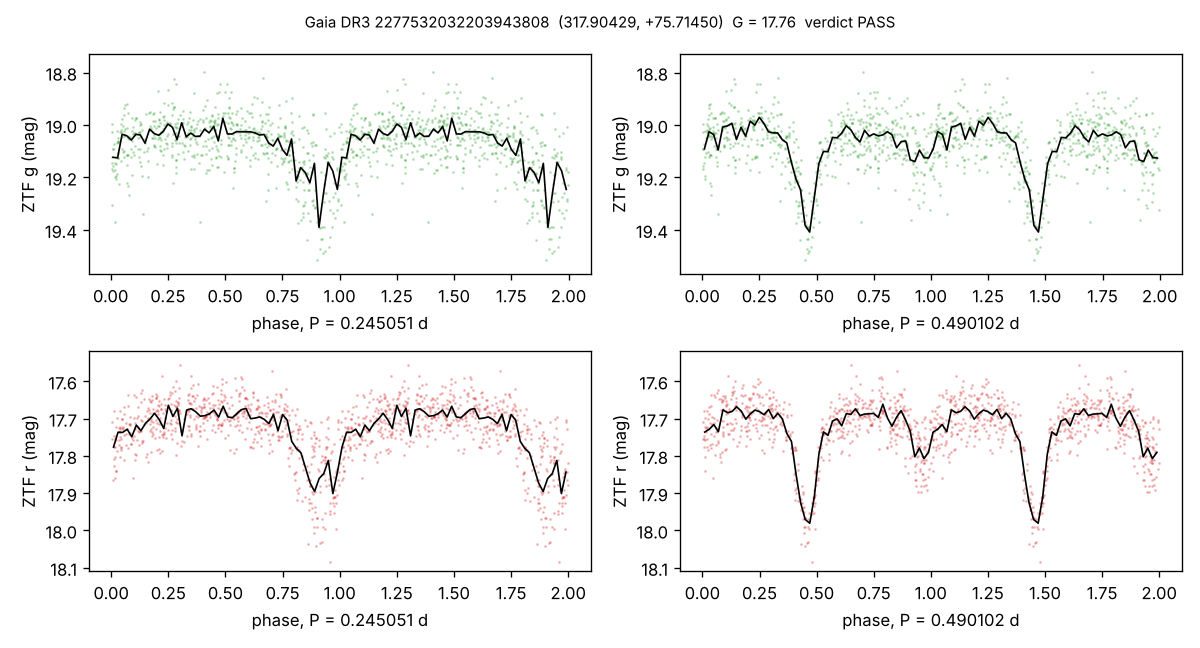 Gaia DR3 2277532032203943808  (317.90429, +75.71450)  G = 17.76  verdict PASS
ZTF g (mag)
18.8
19.0
19.2
19.4
0.00 0.25 0.50 0.75 1.00 1.25 1.50 1.75 2.00
phase, P = 0.245051 d
ZTF g (mag)
18.8
19.0
19.2
19.4
0.00 0.25 0.50 0.75 1.00 1.25 1.50 1.75 2.00
phase, P = 0.490102 d
ZTF r (mag)
17.6
17.7
17.8
17.9
18.0
18.1
0.00 0.25 0.50 0.75 1.00 1.25 1.50 1.75 2.00
phase, P = 0.245051 d
ZTF r (mag)
17.6
17.7
17.8
17.9
18.0
18.1
0.00 0.25 0.50 0.75 1.00 1.25 1.50 1.75 2.00
phase, P = 0.490102 d